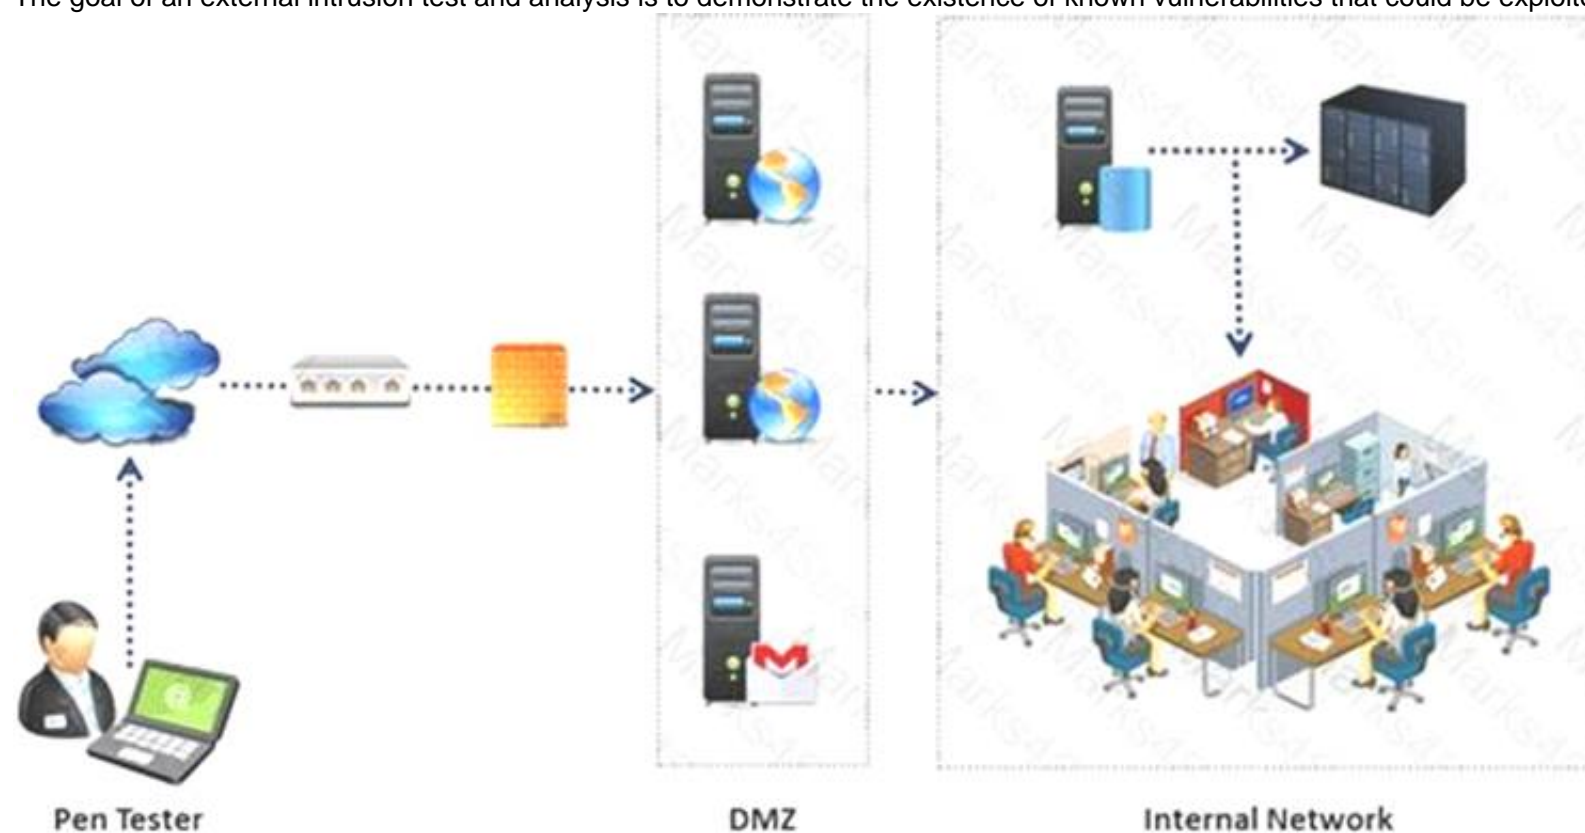 The goal of an external intrusion test and analysis is to demonstrate the existence of known vulnerabilities that could be
Pen Tester
DMZ
Internal Network